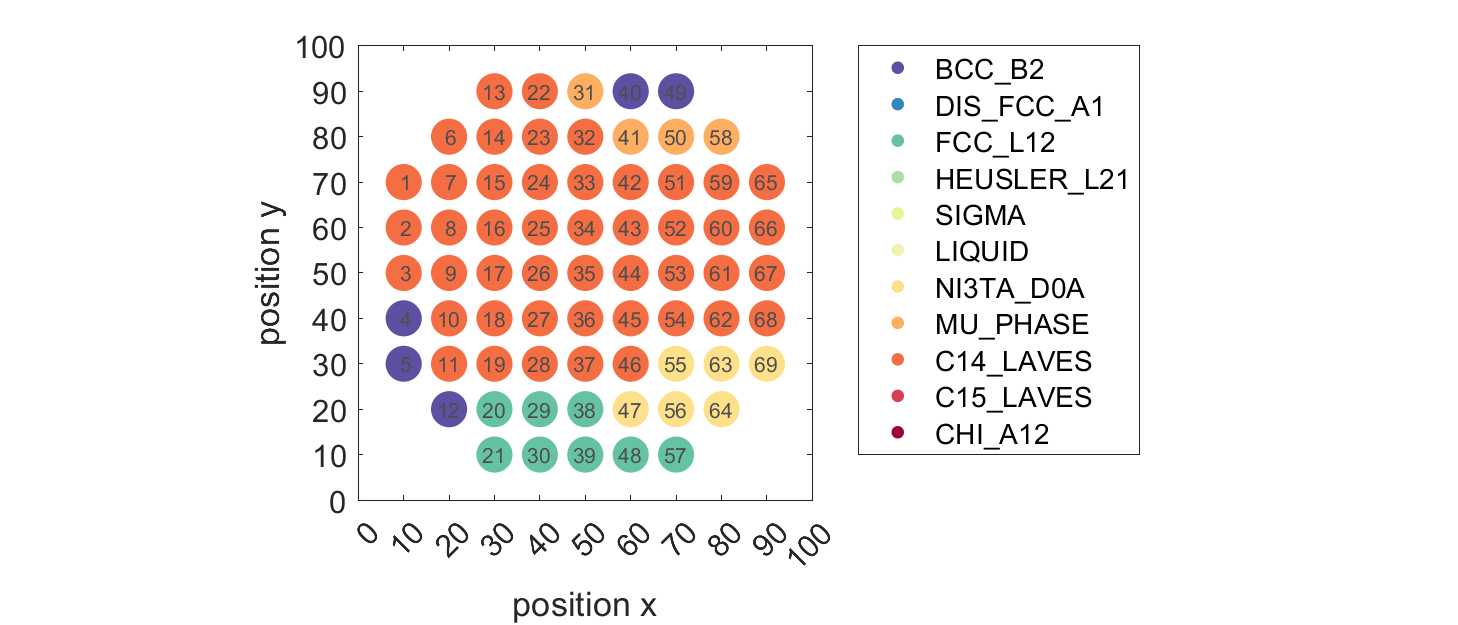 100
90
80
70
60
50
40
30
20
10
0
position y
13 22 31 40 49
6 14 23 32 41 50 58
1 7 15 24 33 42 51 59 65
2 8 16 25 34 43 52 60 66
3 9 17 26 35 44 53 61 67
4 10 18 27 36 45 54 62 68
5 11 19 28 37 46 55 63 69
12 20 29 38 47 56 64
21 30 39 48 57
0 10 20 30 40 50 60 70 80 90 100
position x
BCC_B2
DIS_FCC_A1
FCC_L12
HEUSLER_L21
SIGMA
LIQUID
NI3TA_D0A
MU_PHASE
C14_LAVES
C15_LAVES
CHI_A12